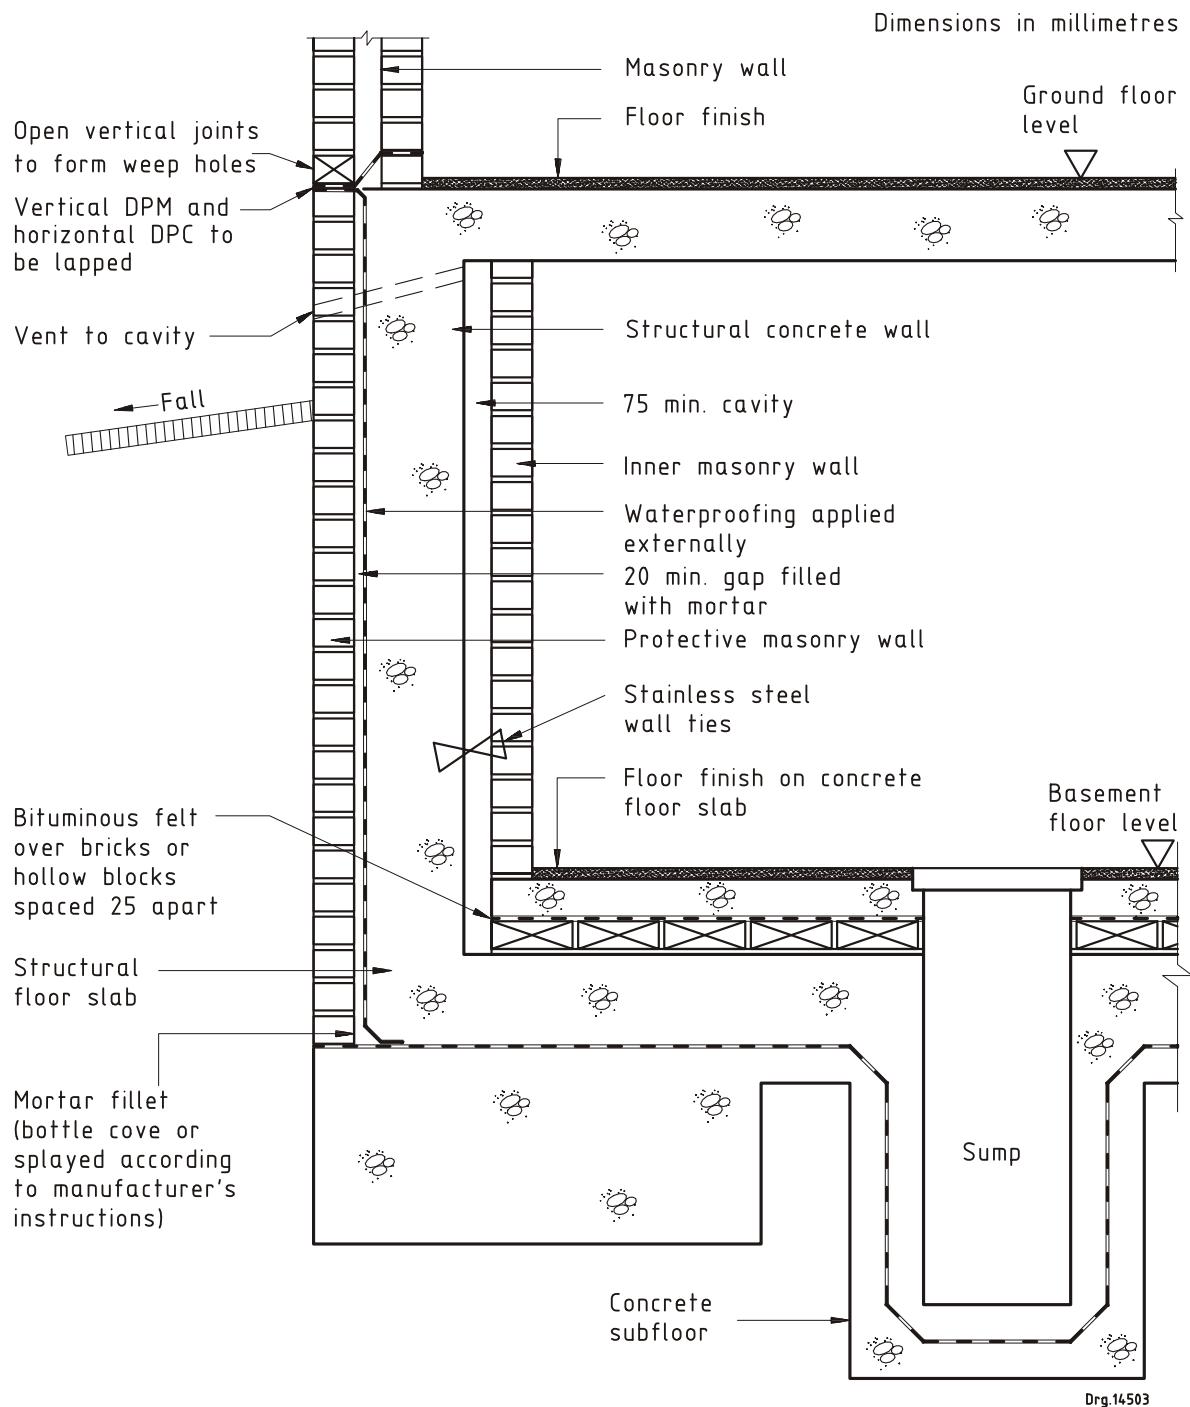 Dimensions in millimetres
Masonry wall
Floor finish
Ground floor
level
Open vertical joints
to form weep holes
Vertical DPM and
horizontal DPC to
be lapped
Vent to cavity
Fall
Structural concrete wall
75 min. cavity
Inner masonry wall
Waterproofing applied
externally
20 min. gap filled
with mortar
Protective masonry wall
Stainless steel
wall ties
Floor finish on concrete
floor slab
Basement
floor level
Bituminous felt
over bricks or
hollow blocks
spaced 25 apart
Structural
floor slab
Mortar fillet
(bottle cove or
splayed according
to manufacturer's
instructions)
Sump
Concrete
subfloor
Drg.14503